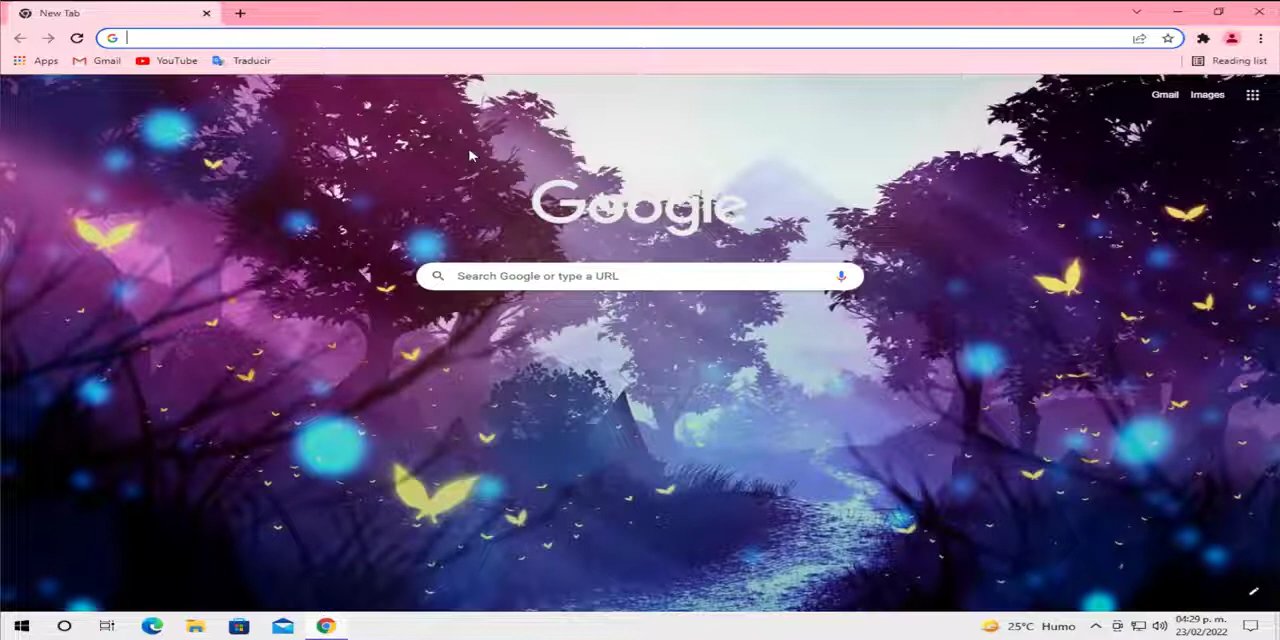 New Tab
Apps Gmail YouTube Traducir Reading list
Gmail Images
Google
Search Google or type a URL
25°C Humo 04:29 p. m.
23/02/2022